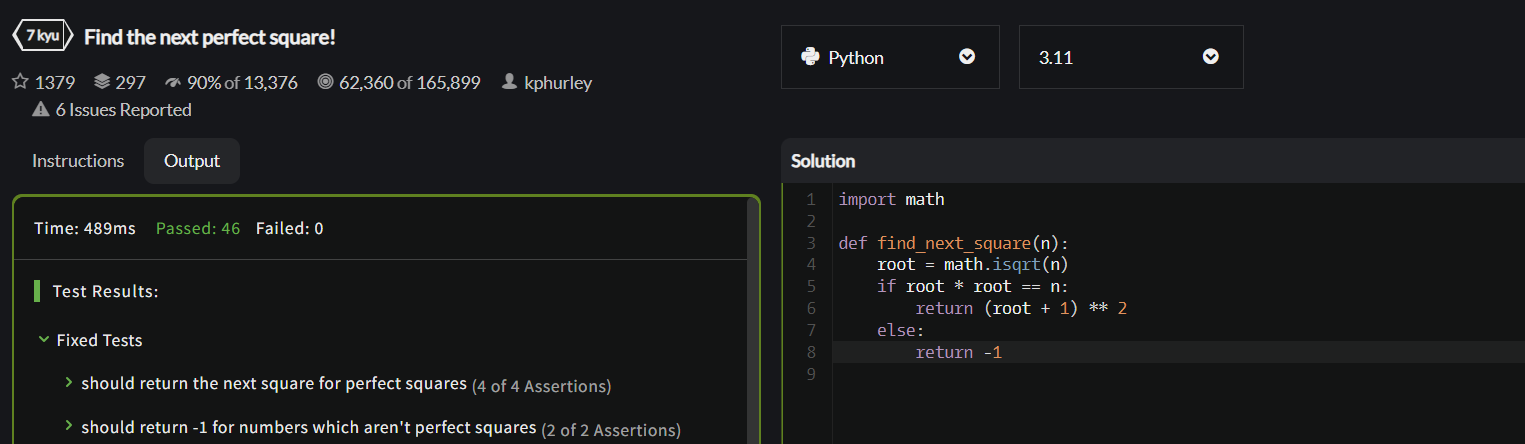 7 kyu Find the next perfect square!
1379 297 90% of 13,376 62,360 of 165,899 kphurley
6 Issues Reported
Instructions Output
Time: 489ms Passed: 46 Failed: 0
Test Results:
Fixed Tests
should return the next square for perfect squares (4 of 4 Assertions)
should return -1 for numbers which aren't perfect squares (2 of 2 Assertions)
Python 3.11
Solution
1 import math
2
3 def find_next_square(n):
4     root = math.isqrt(n)
5     if root * root == n:
6         return (root + 1) ** 2
7     else:
8         return -1
9